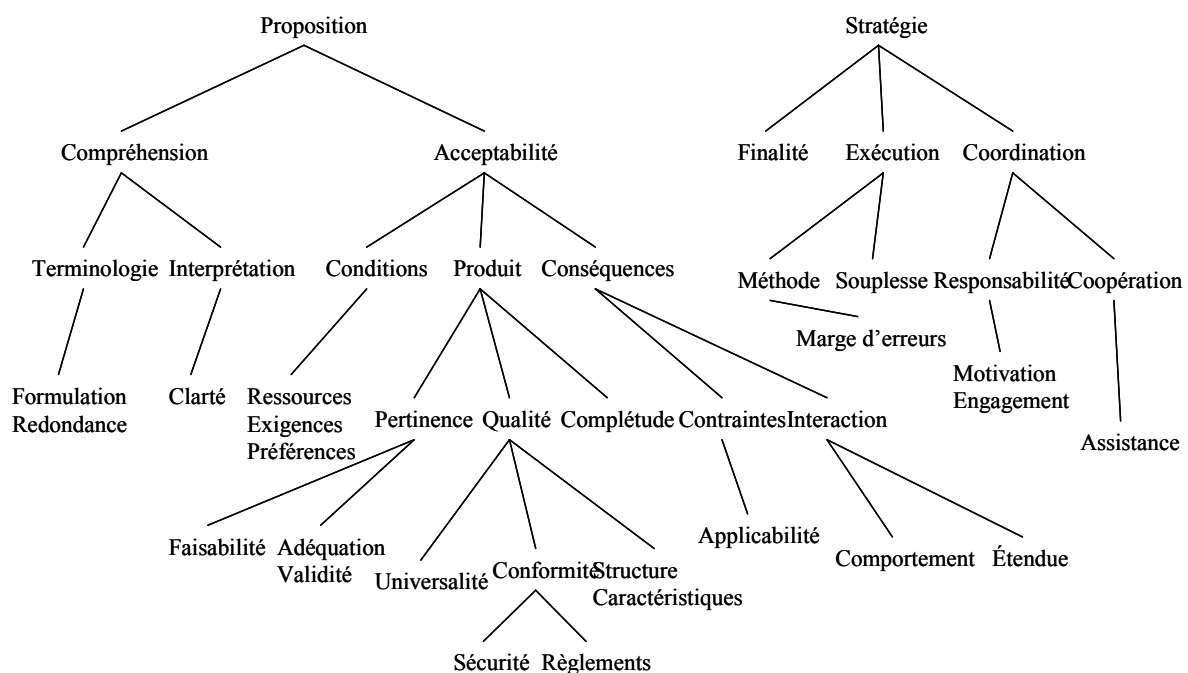 Proposition
Stratégie
Compréhension
Acceptabilité
Finalité
Exécution
Coordination
Terminologie
Interprétation
Conditions
Produit
Conséquences
Méthode
Souplesse
Responsabilité
Coopération
Marge d’erreurs
Formulation
Redondance
Clarté
Ressources
Exigences
Préférences
Pertinence
Qualité
Complétude
Contraintes
Interaction
Motivation
Engagement
Assistance
Faisabilité
Adéquation
Validité
Universalité
Conformité
Structure
Caractéristiques
Applicabilité
Comportement
Étendue
Sécurité
Règlements